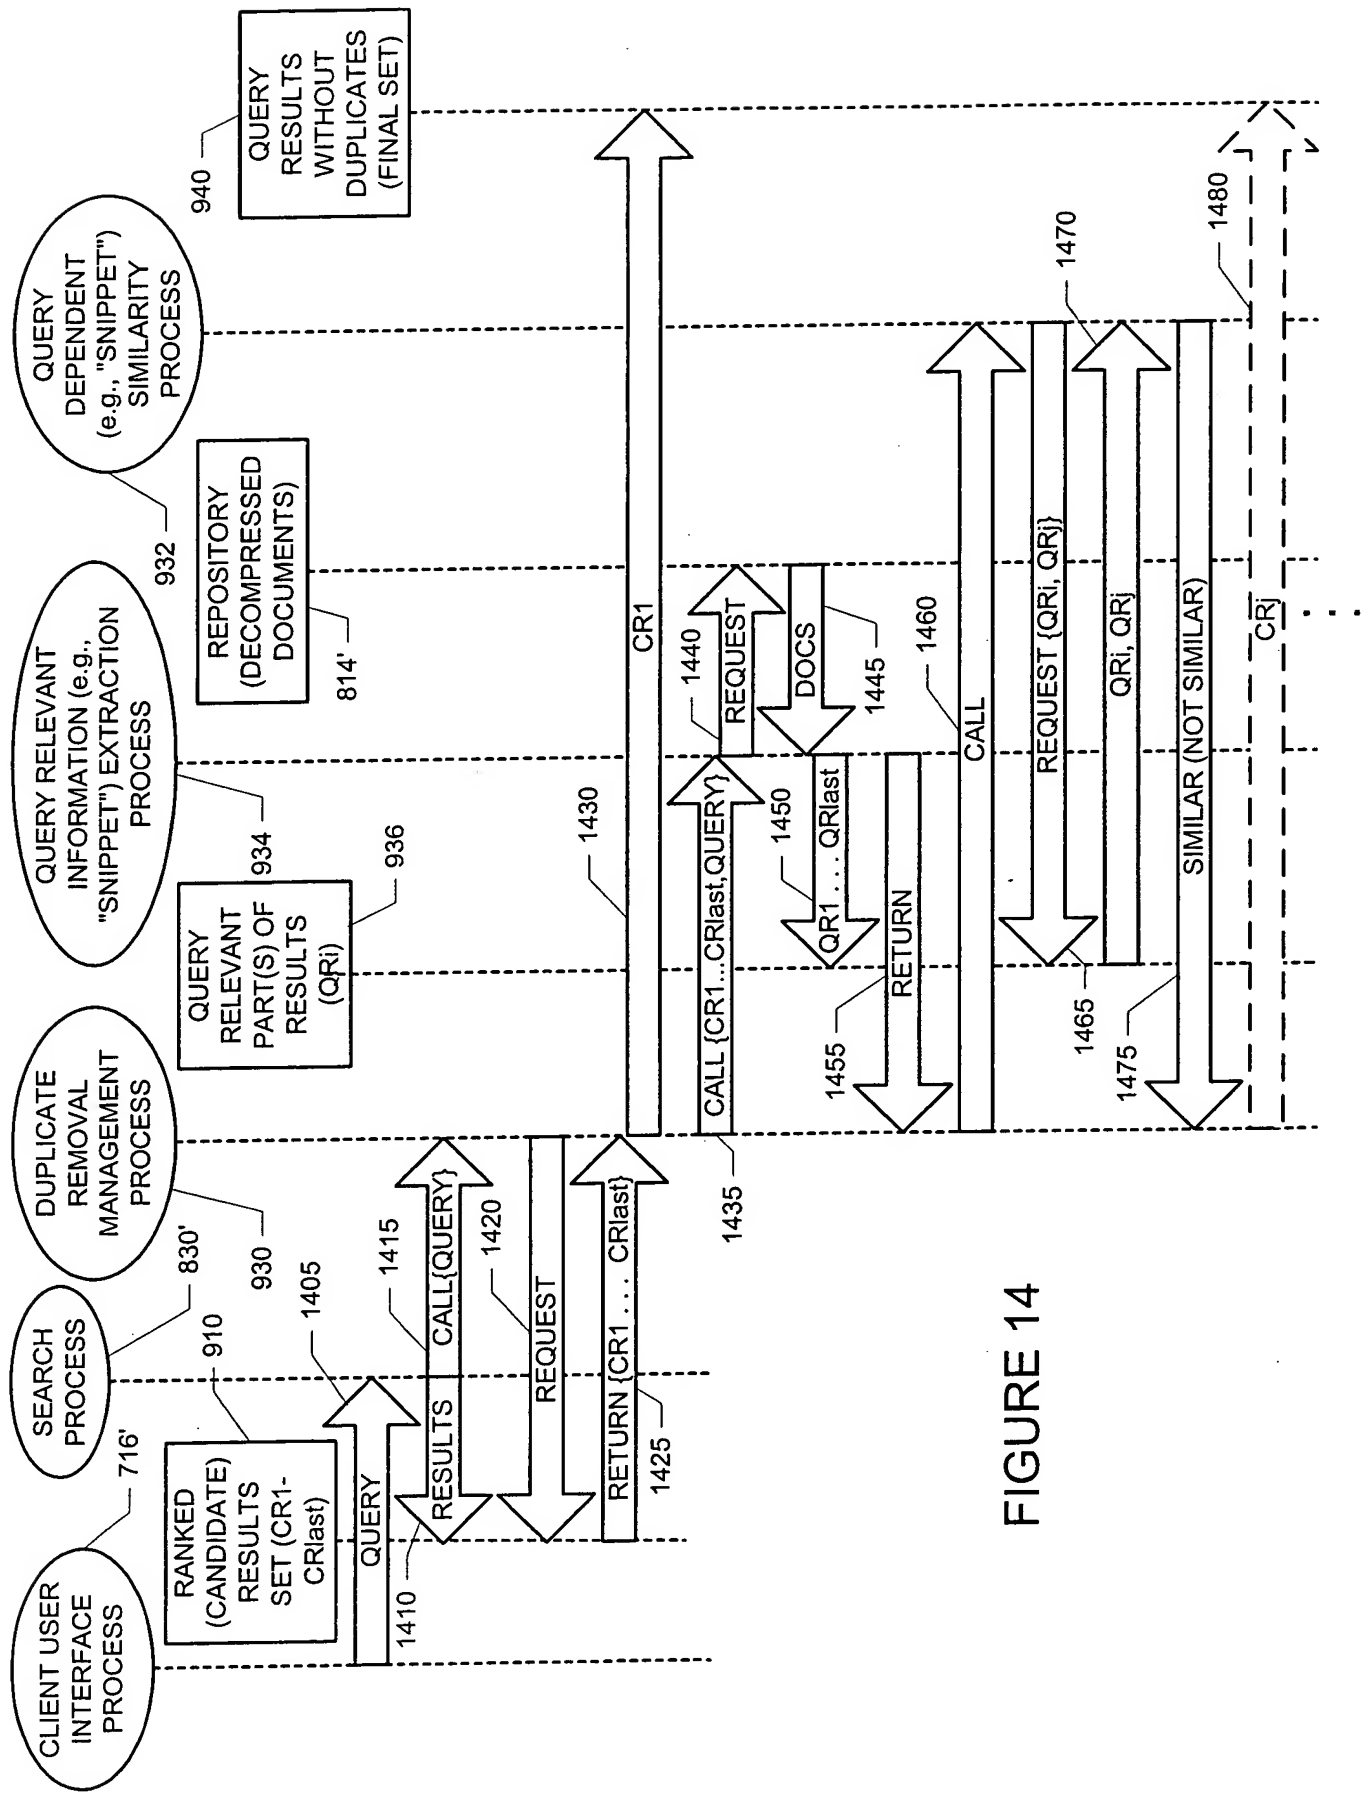 CLIENT USER
INTERFACE
PROCESS
716'
RANKED
(CANDIDATE)
RESULTS
SET (CR1-
CRlast)
910
SEARCH
PROCESS
830'
DUPLICATE
REMOVAL
MANAGEMENT
PROCESS
930
QUERY
RELEVANT
PART(S) OF
RESULTS
(QRi)
936
QUERY RELEVANT
INFORMATION (e.g.,
"SNIPPET") EXTRACTION
PROCESS
934
REPOSITORY
(DECOMPRESSED
DOCUMENTS)
814'
QUERY
DEPENDENT
(e.g., "SNIPPET")
SIMILARITY
PROCESS
932
QUERY
RESULTS
WITHOUT
DUPLICATES
(FINAL SET)
940
QUERY
1405
1410
RESULTS
CALL{QUERY}
1415
REQUEST
1420
RETURN {CR1 . . . CRlast}
1425
CR1
1430
CALL {CR1...CRlast,QUERY}
1435
REQUEST
1440
DOCS
1445
QR1 . . . QRlast
1450
RETURN
1455
CALL
1460
REQUEST {QRi, QRj}
1465
QRi, QRj
1470
SIMILAR (NOT SIMILAR)
1475
CRj
1480
. . . .
FIGURE 14